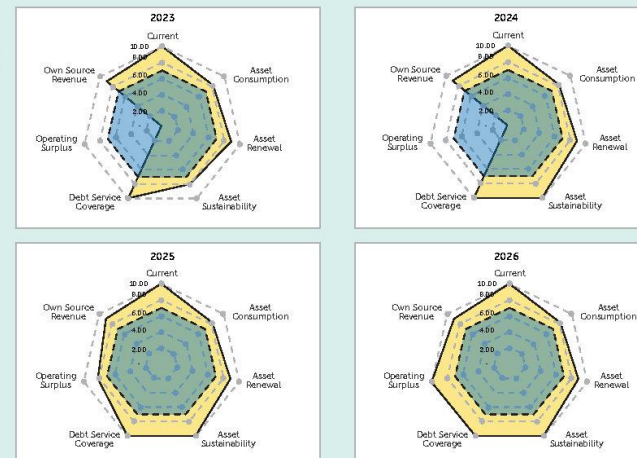 2023
Current
10.00
8.00
6.00
4.00
2.00
-
Asset
Consumption
Asset
Renewal
Asset
Sustainability
Debt Service
Coverage
Operating
Surplus
Own Source
Revenue
2024
Current
10.00
8.00
6.00
4.00
2.00
-
Asset
Consumption
Asset
Renewal
Asset
Sustainability
Debt Service
Coverage
Operating
Surplus
Own Source
Revenue
2025
Current
10.00
8.00
6.00
4.00
2.00
-
Asset
Consumption
Asset
Renewal
Asset
Sustainability
Debt Service
Coverage
Operating
Surplus
Own Source
Revenue
2026
Current
10.00
8.00
6.00
4.00
2.00
-
Asset
Consumption
Asset
Renewal
Asset
Sustainability
Debt Service
Coverage
Operating
Surplus
Own Source
Revenue